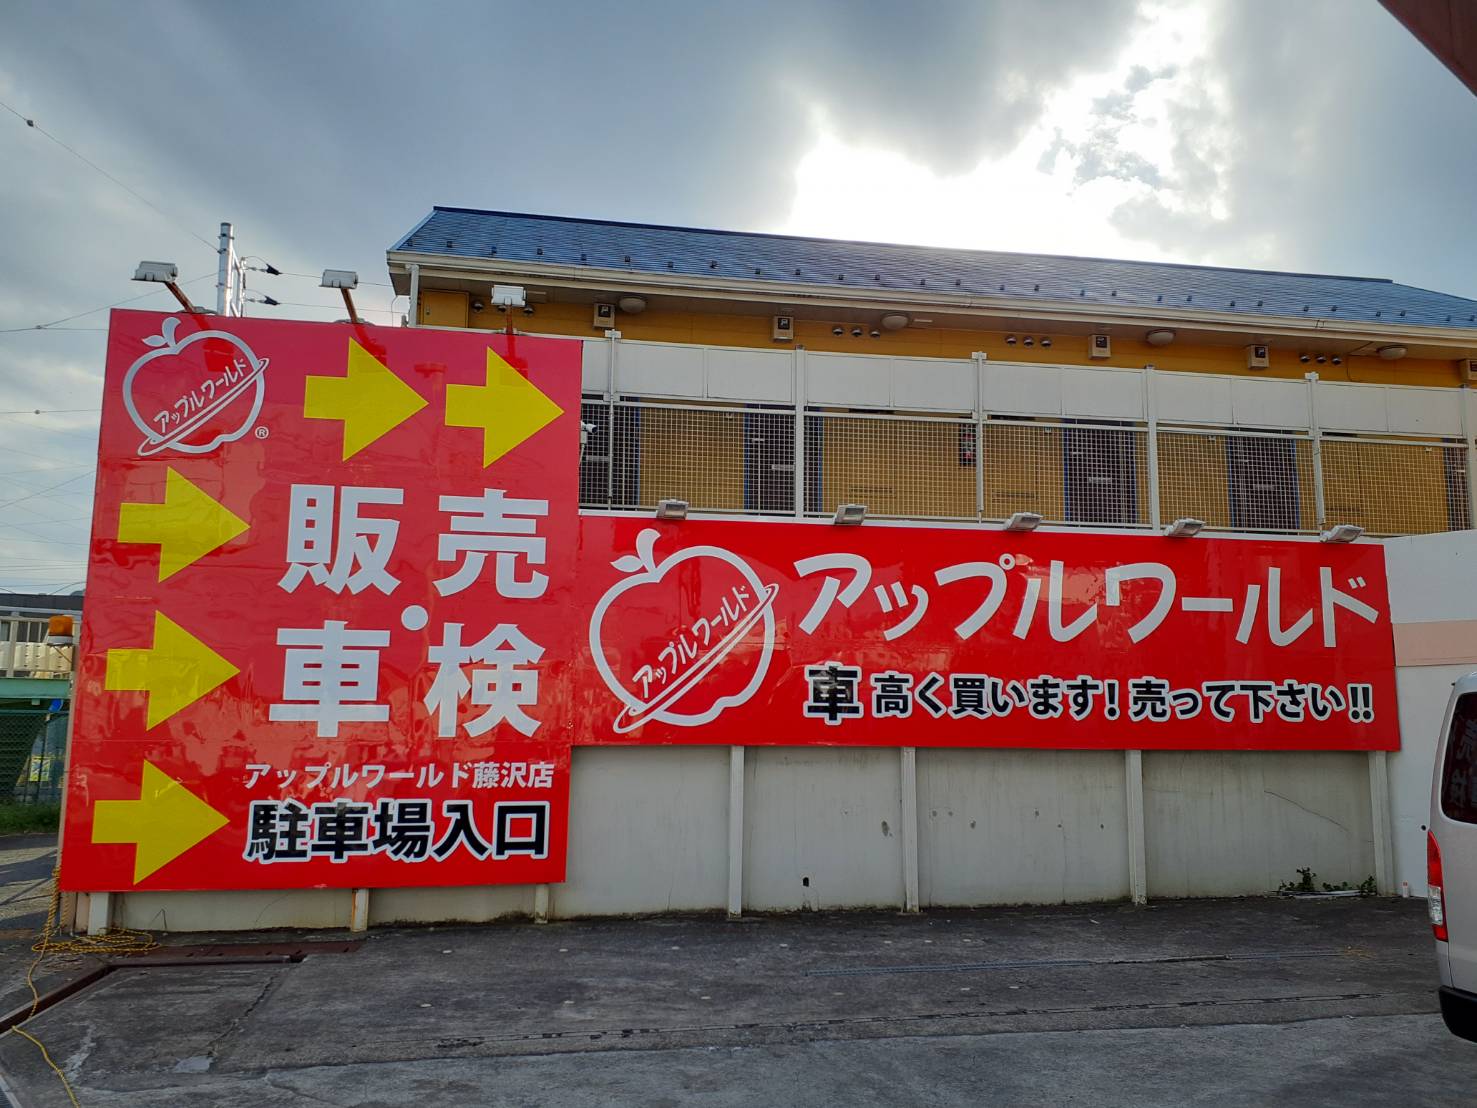 アップルワールド
®
販売
・
車検
アップルワールド藤沢店
駐車場入口
アップルワールド
アップルワールド
車高く買います!売って下さい!!